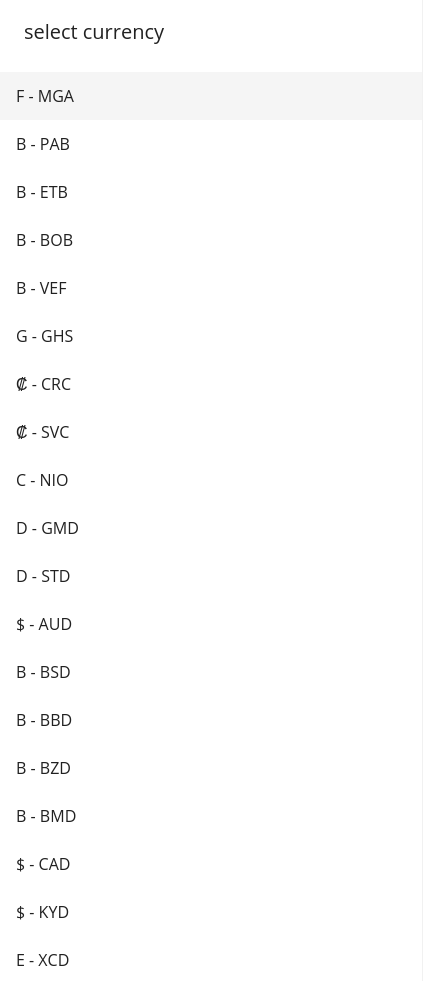 select currency
F - MGA
B - PAB
B - ETB
B - BOB
B - VEF
G - GHS
₡ - CRC
₡ - SVC
C - NIO
D - GMD
D - STD
$ - AUD
B - BSD
B - BBD
B - BZD
B - BMD
$ - CAD
$ - KYD
E - XCD